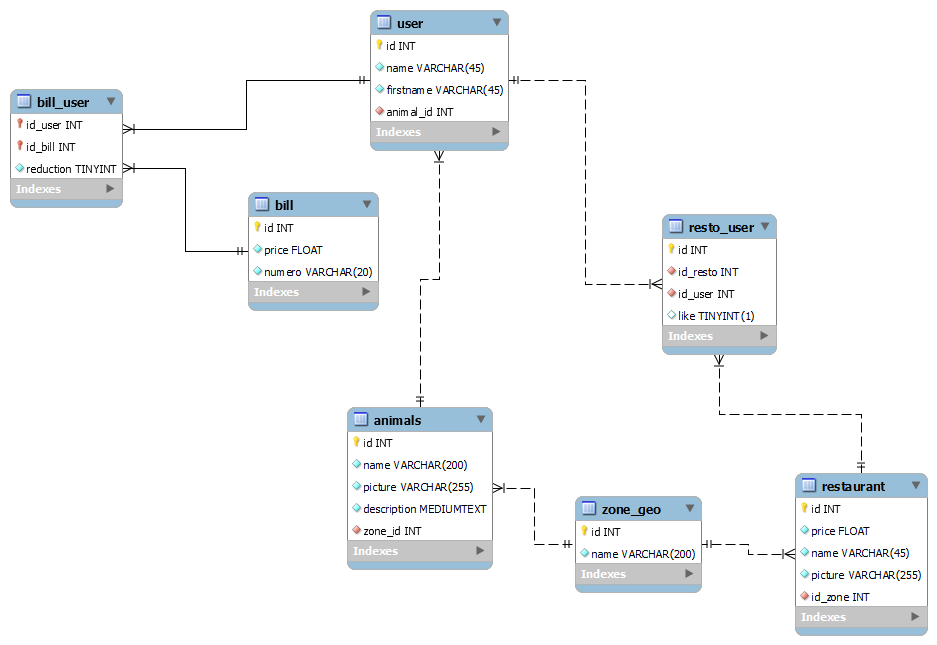 user
id INT
name VARCHAR(45)
firstname VARCHAR(45)
animal_id INT
Indexes
bill_user
id_user INT
id_bill INT
reduction TINYINT
Indexes
bill
id INT
price FLOAT
numero VARCHAR(20)
Indexes
resto_user
id INT
id_resto INT
id_user INT
like TINYINT(1)
Indexes
animals
id INT
name VARCHAR(200)
picture VARCHAR(255)
description MEDIUMTEXT
zone_id INT
Indexes
zone_geo
id INT
name VARCHAR(200)
Indexes
restaurant
id INT
price FLOAT
name VARCHAR(45)
picture VARCHAR(255)
id_zone INT
Indexes